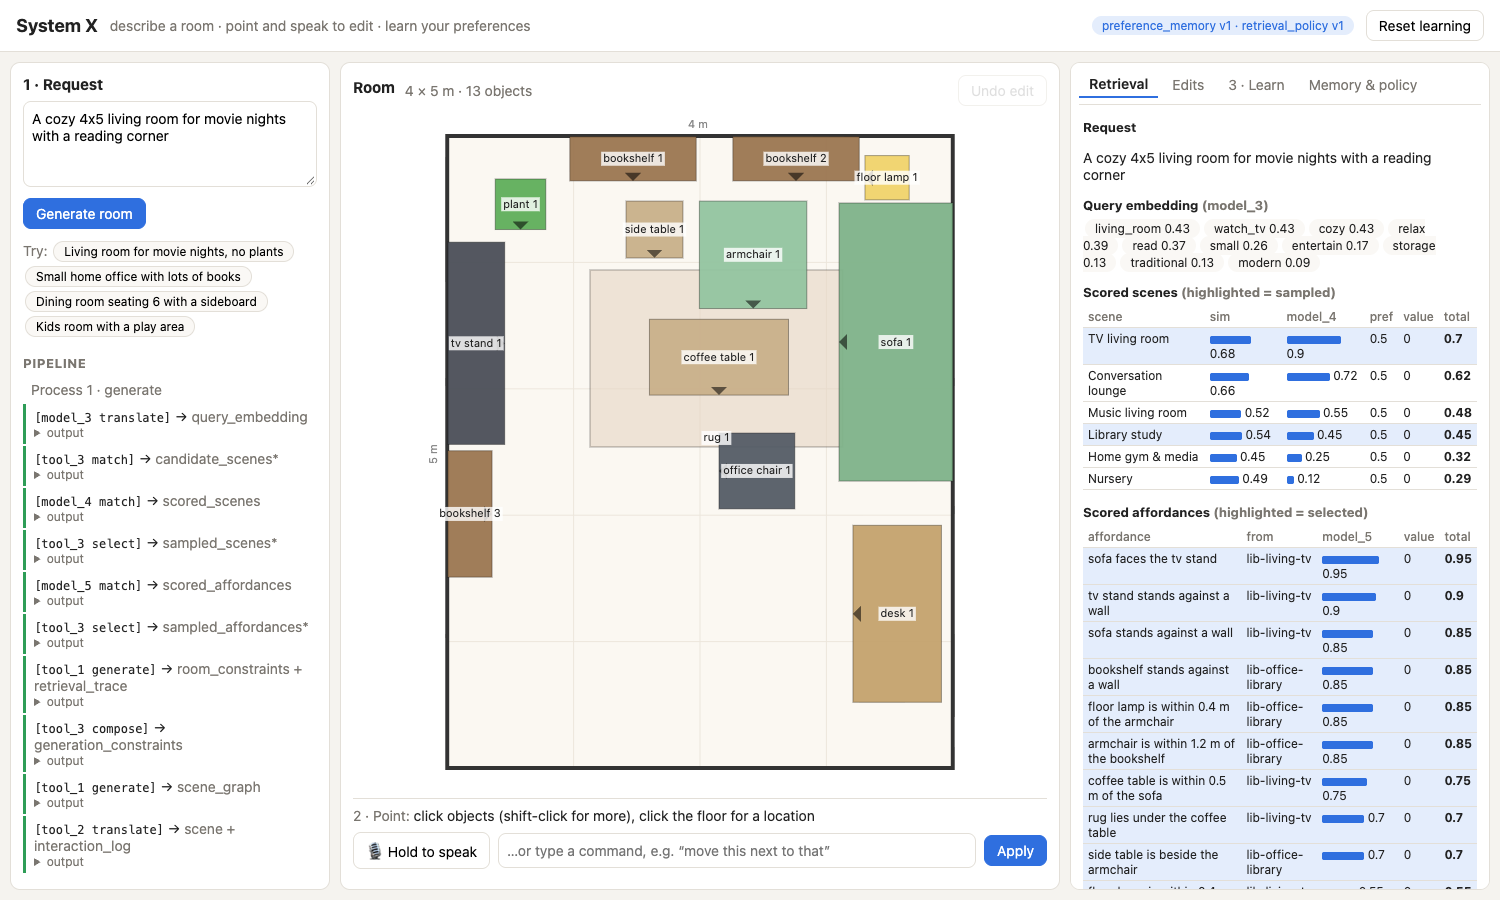 System X describe a room · point and speak to edit · learn your preferences
preference_memory v1 · retrieval_policy v1
Reset learning
1 · Request
A cozy 4x5 living room for movie nights
with a reading corner
Generate room
Try: Living room for movie nights, no plants
Small home office with lots of books
Dining room seating 6 with a sideboard
Kids room with a play area
PIPELINE
Process 1 · generate
[model_3 translate] → query_embedding
▶ output
[tool_3 match] → candidate_scenes*
▶ output
[model_4 match] → scored_scenes
▶ output
[tool_3 select] → sampled_scenes*
▶ output
[model_5 match] → scored_affordances
▶ output
[tool_3 select] → sampled_affordances*
▶ output
[tool_1 generate] → room_constraints +
retrieval_trace
▶ output
[tool_3 compose] →
generation_constraints
▶ output
[tool_1 generate] → scene_graph
▶ output
[tool_2 translate] → scene +
interaction_log
▶ output
Room 4 × 5 m · 13 objects
Undo edit
4 m
5 m
bookshelf 1
bookshelf 2
floor lamp 1
plant 1
side table 1
armchair 1
tv stand 1
coffee table 1
sofa 1
rug 1
office chair 1
bookshelf 3
desk 1
2 · Point: click objects (shift-click for more), click the floor for a location
Hold to speak
...or type a command, e.g. “move this next to that”
Apply
Retrieval Edits 3 · Learn Memory & policy
Request
A cozy 4x5 living room for movie nights with a reading
corner
Query embedding (model_3)
living_room 0.43 watch_tv 0.43 cozy 0.43 relax
0.39 read 0.37 small 0.26 entertain 0.17 storage
0.13 traditional 0.13 modern 0.09
Scored scenes (highlighted = sampled)
scene sim model_4 pref value total
TV living room 0.68 0.9 0.5 0 0.7
Conversation
lounge 0.66 0.72 0.5 0 0.62
Music living room 0.52 0.55 0.5 0 0.48
Library study 0.54 0.45 0.5 0 0.45
Home gym & media 0.45 0.25 0.5 0 0.32
Nursery 0.49 0.12 0.5 0 0.29
Scored affordances (highlighted = selected)
affordance from model_5 value total
sofa faces the tv stand lib-living-tv 0.95 0 0.95
tv stand stands against a
wall lib-living-tv 0.9 0 0.9
sofa stands against a wall lib-living-tv 0.85 0 0.85
bookshelf stands against
a wall lib-office-
library 0.85 0 0.85
floor lamp is within 0.4 m
of the armchair lib-office-
library 0.85 0 0.85
armchair is within 1.2 m of
the bookshelf lib-office-
library 0.85 0 0.85
coffee table is within 0.5
m of the sofa lib-living-tv 0.75 0 0.75
rug lies under the coffee
table lib-living-tv 0.7 0 0.7
side table is beside the
armchair lib-office-
library 0.7 0 0.7